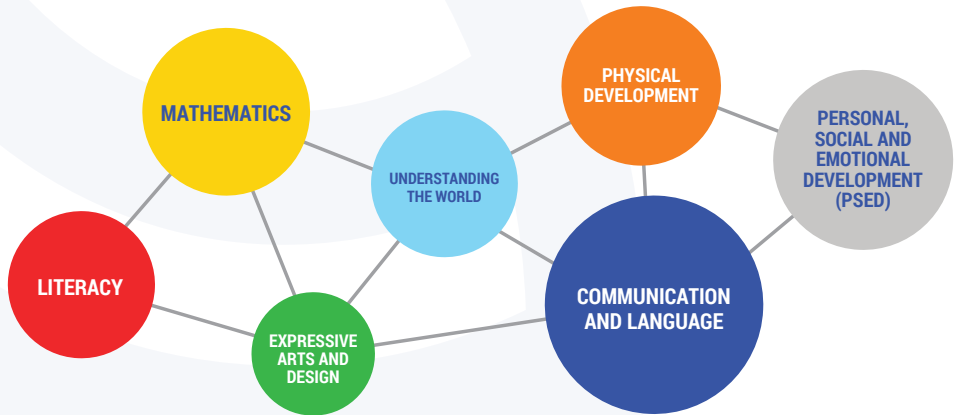 MATHEMATICS
PHYSICAL
DEVELOPMENT
PERSONAL,
SOCIAL AND
EMOTIONAL
DEVELOPMENT
(PSED)
UNDERSTANDING
THE WORLD
LITERACY
COMMUNICATION
AND LANGUAGE
EXPRESSIVE
ARTS AND
DESIGN